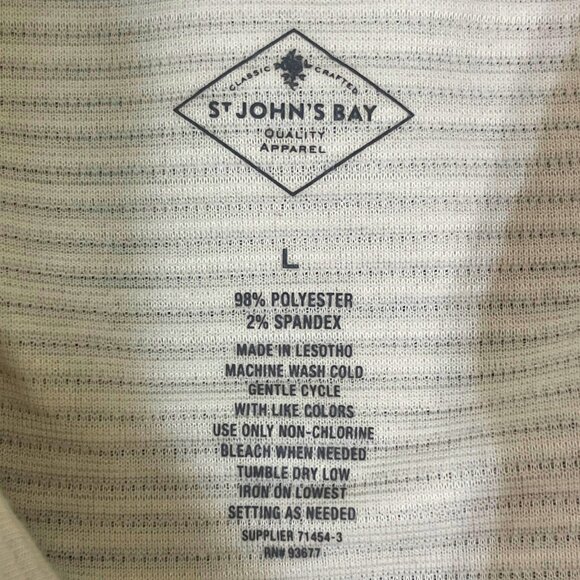 CLASSIC CRAFTED
ST JOHN'S BAY
QUALITY
APPAREL
L
98% POLYESTER
2% SPANDEX
MADE IN LESOTHO
MACHINE WASH COLD
GENTLE CYCLE
WITH LIKE COLORS
USE ONLY NON-CHLORINE
BLEACH WHEN NEEDED
TUMBLE DRY LOW
IRON ON LOWEST
SETTING AS NEEDED
SUPPLIER 71454-3
RN# 93677